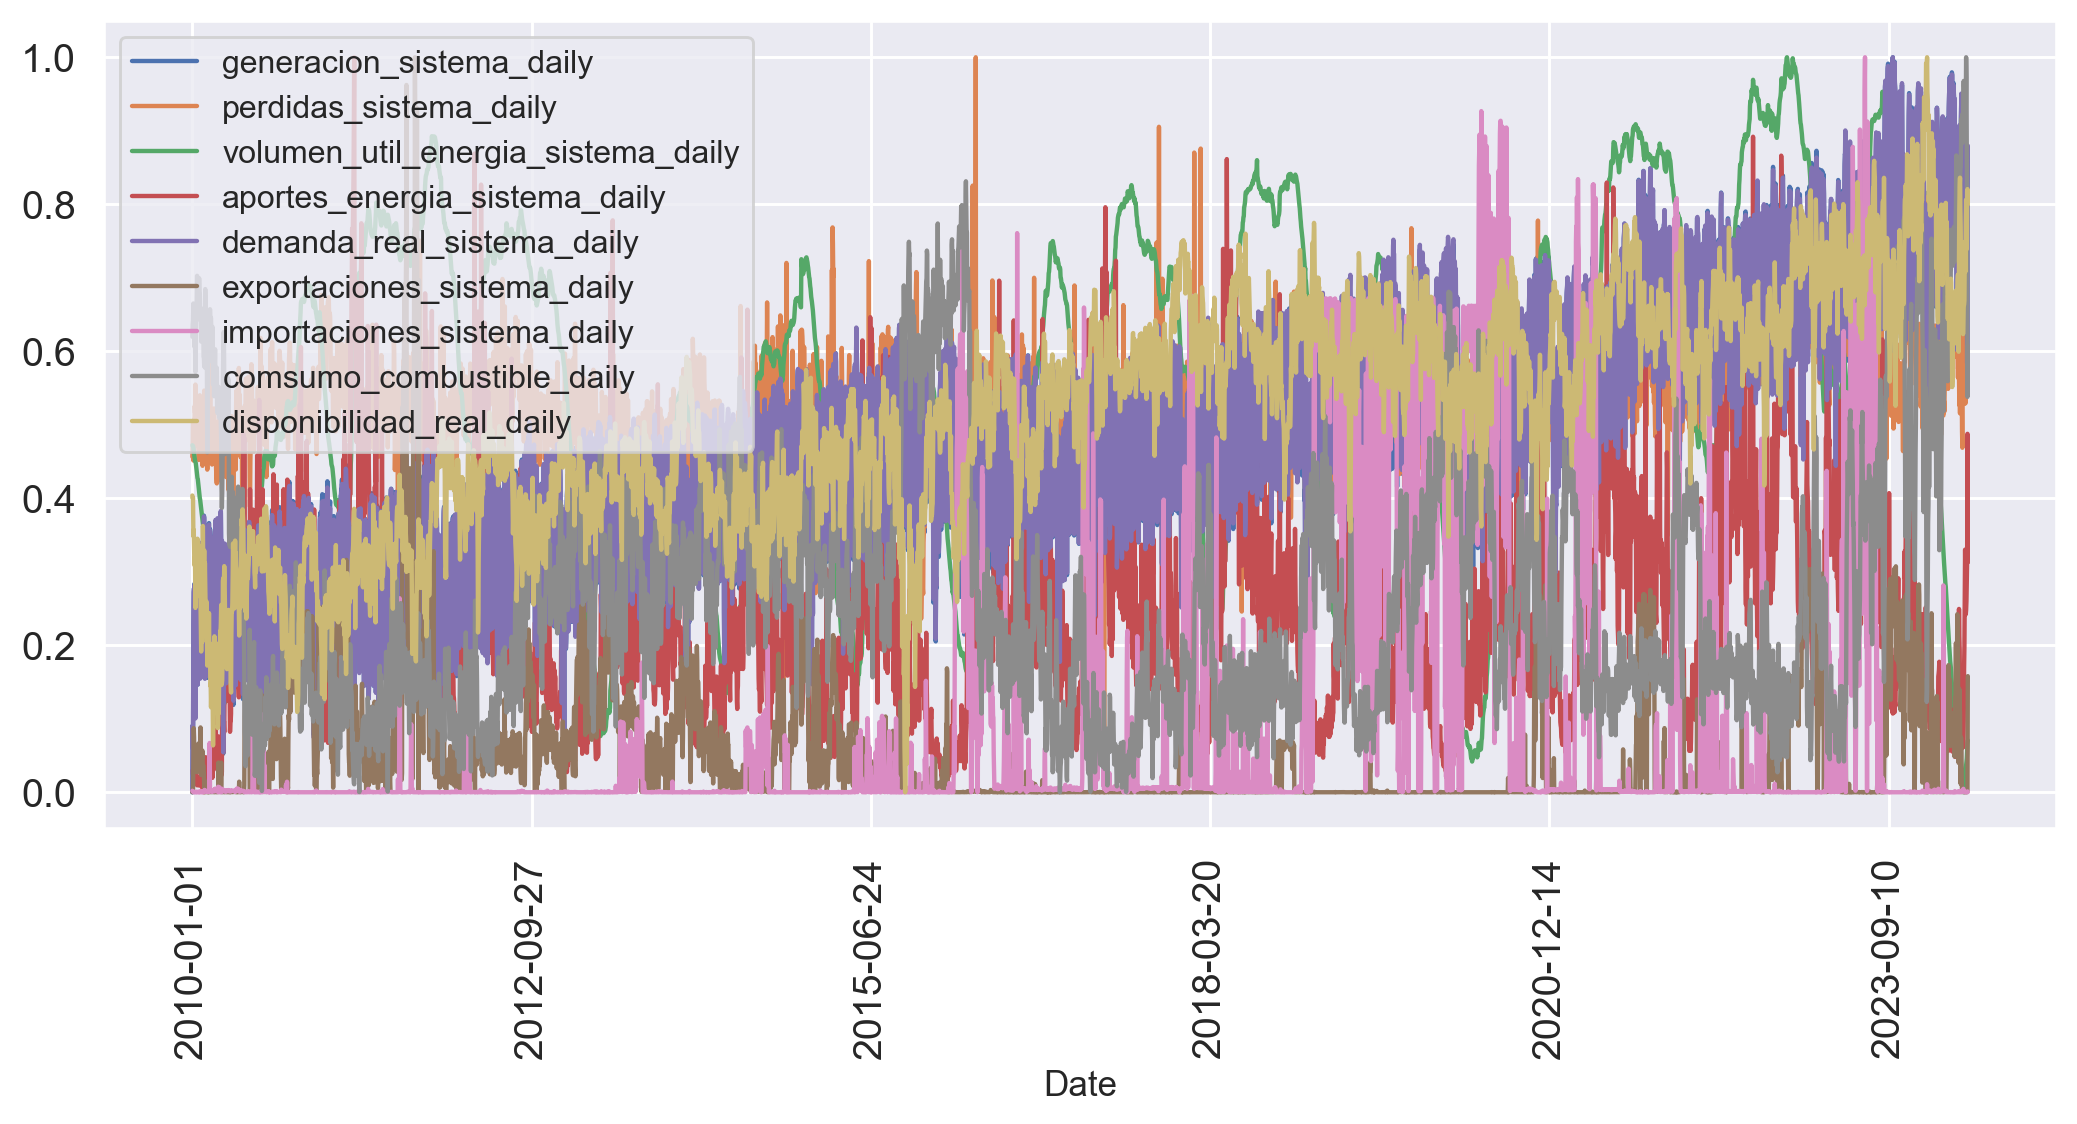 1.0
0.8
0.6
0.4
0.2
0.0
generacion_sistema_daily
perdidas_sistema_daily
volumen_util_energia_sistema_daily
aportes_energia_sistema_daily
demanda_real_sistema_daily
exportaciones_sistema_daily
importaciones_sistema_daily
comsumo_combustible_daily
disponibilidad_real_daily
2010-01-01
2012-09-27
2015-06-24
2018-03-20
2020-12-14
2023-09-10
Date